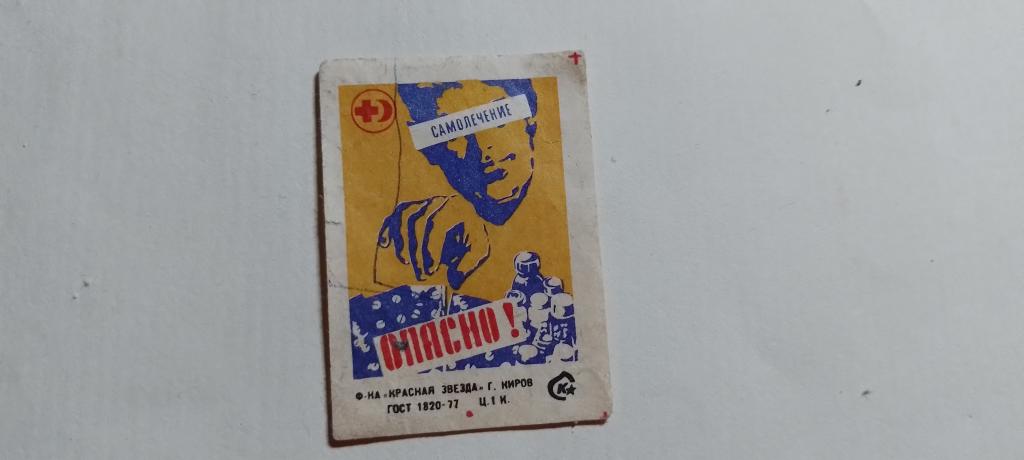 САМОЛЕЧЕНИЕ
ОПАСНО!
Ф-КА «КРАСНАЯ ЗВЕЗДА» Г. КИРОВ
ГОСТ 1820-77 Ц.1 К.